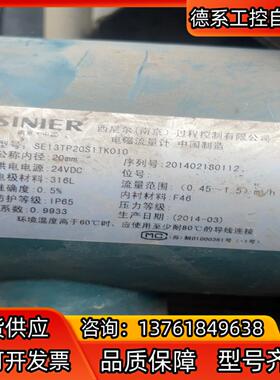 德系工控自
SINIER
西尼尔(南京)过程控制有限公司
电磁流量计 中国制造
SE13TP20S1TK010
公称内径: 20mm
序列号: 201402180112
供电电源: 24VDC
位号:
电极材料: 316L
流量范围: (0.45-1.5) m³/h
准确度: 0.5%
内衬材料: F46
防护等级: IP65
压力等级:
系数: 0.9933
(2014-03)
环境温度高于60℃时,应使用至少耐80℃的导线连接
MC
货供应
咨询: 13761849638
可开发票
品质保障
型号齐